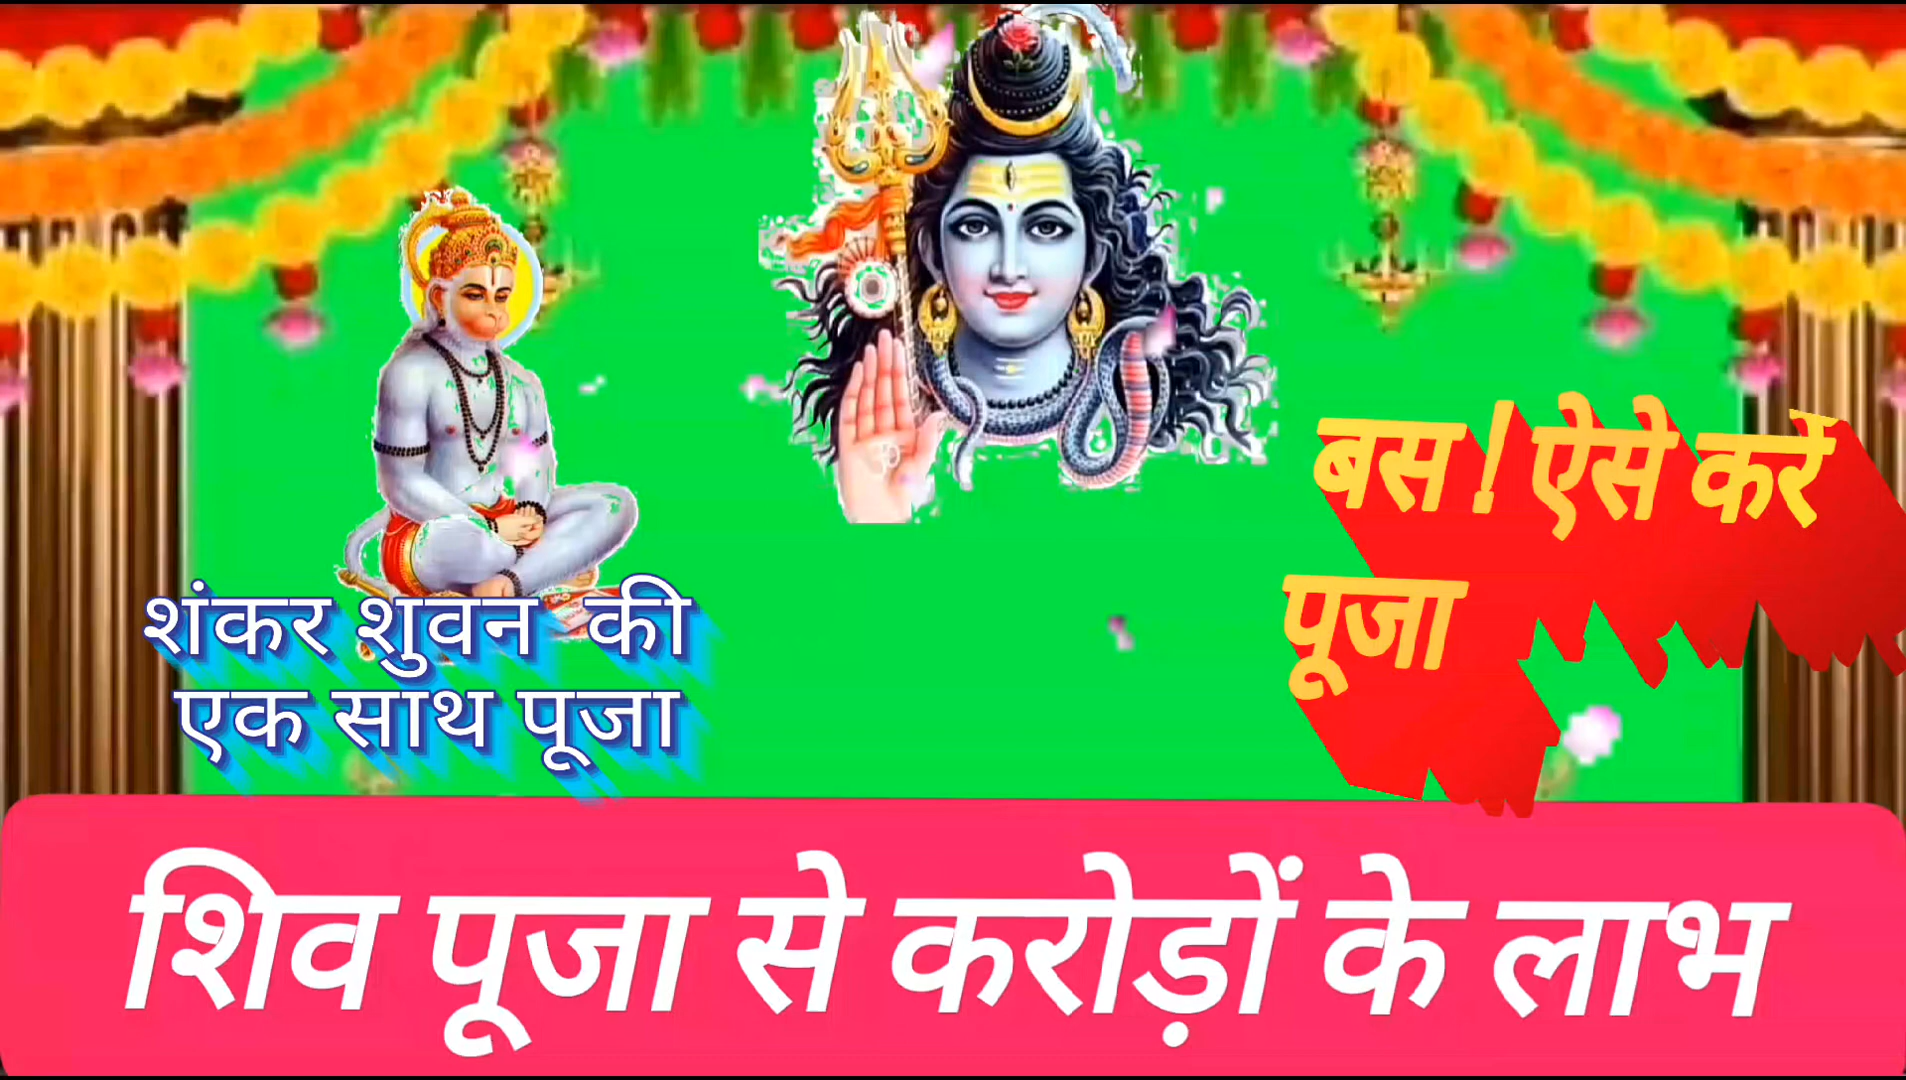 बस ! ऐसे करें
पूजा
शंकर शुवन की
एक साथ पूजा
शिव पूजा से करोड़ों के लाभ